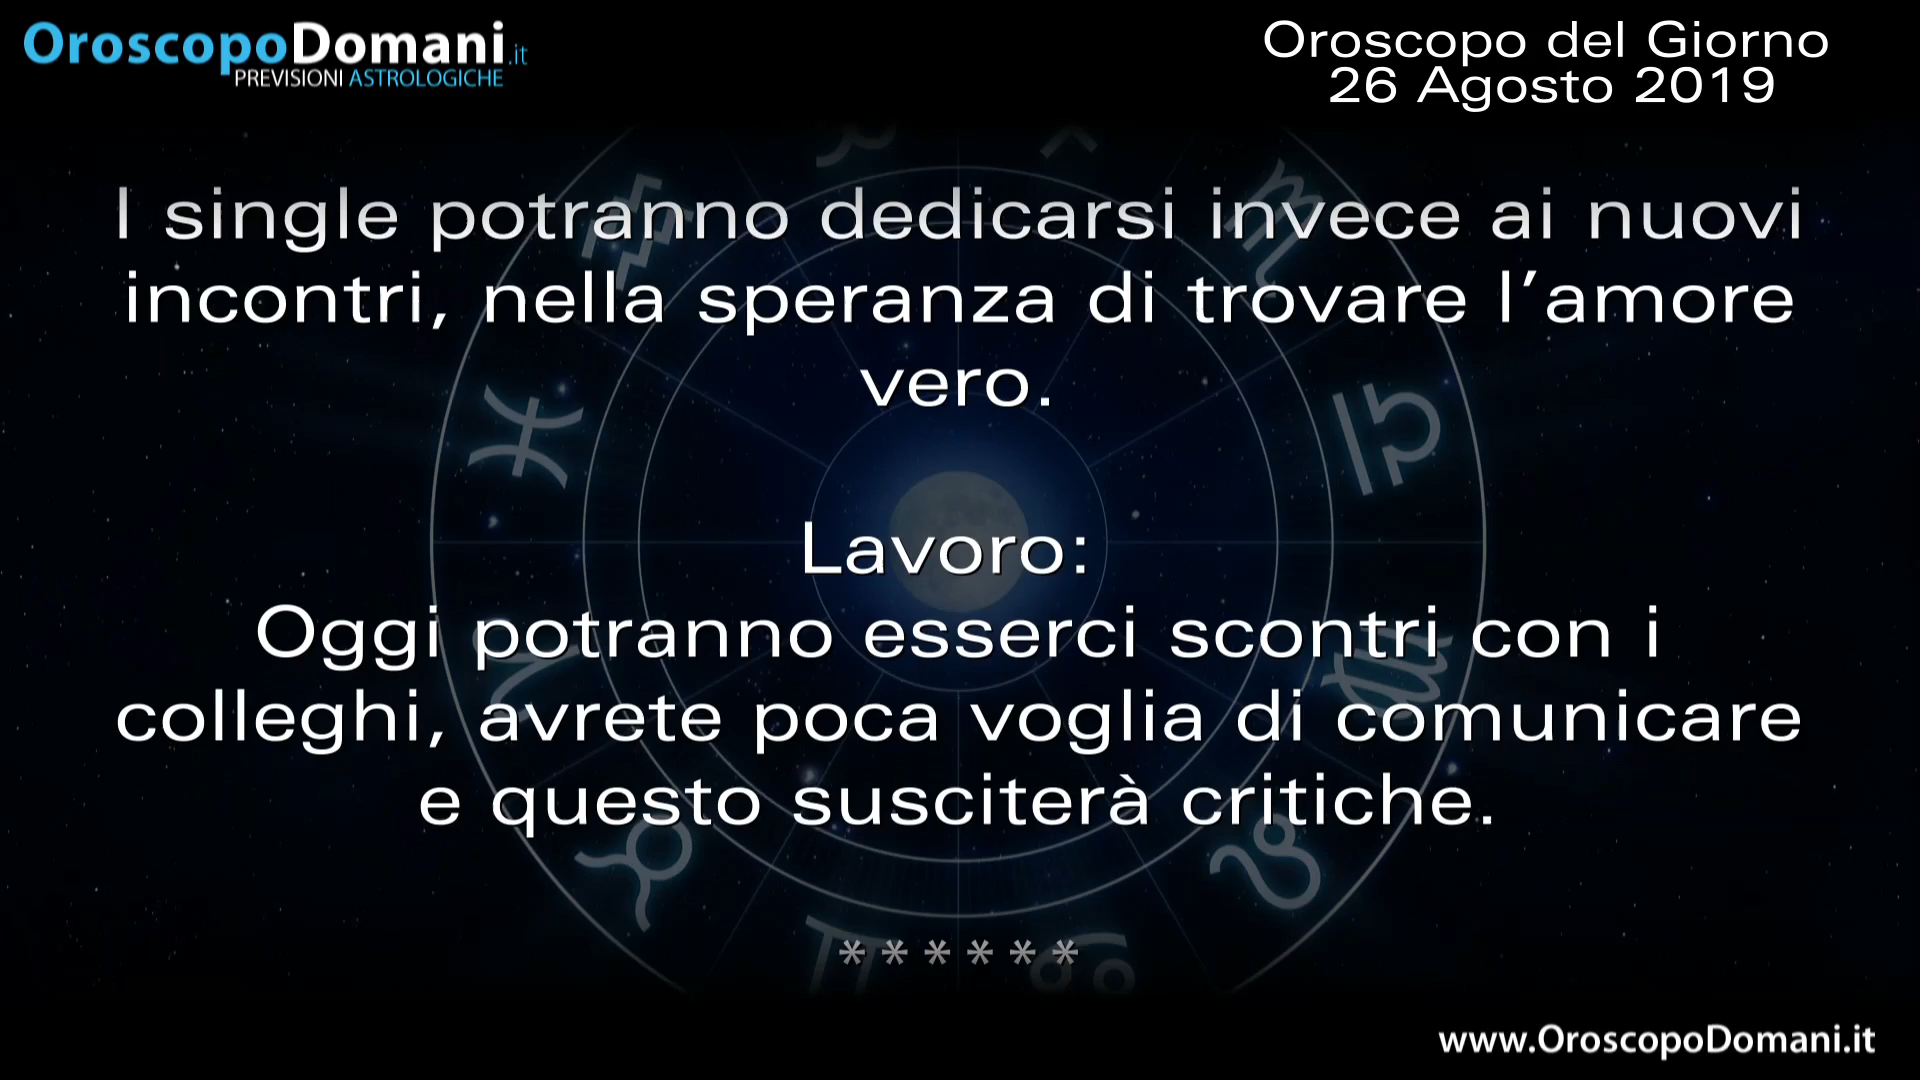 OroscopoDomani.it
PREVISIONI ASTROLOGICHE
Oroscopo del Giorno
26 Agosto 2019
I single potranno dedicarsi invece ai nuovi
incontri, nella speranza di trovare l’amore
vero.
Lavoro:
Oggi potranno esserci scontri con i
colleghi, avrete poca voglia di comunicare
e questo susciterà critiche.
******
www.OroscopoDomani.it